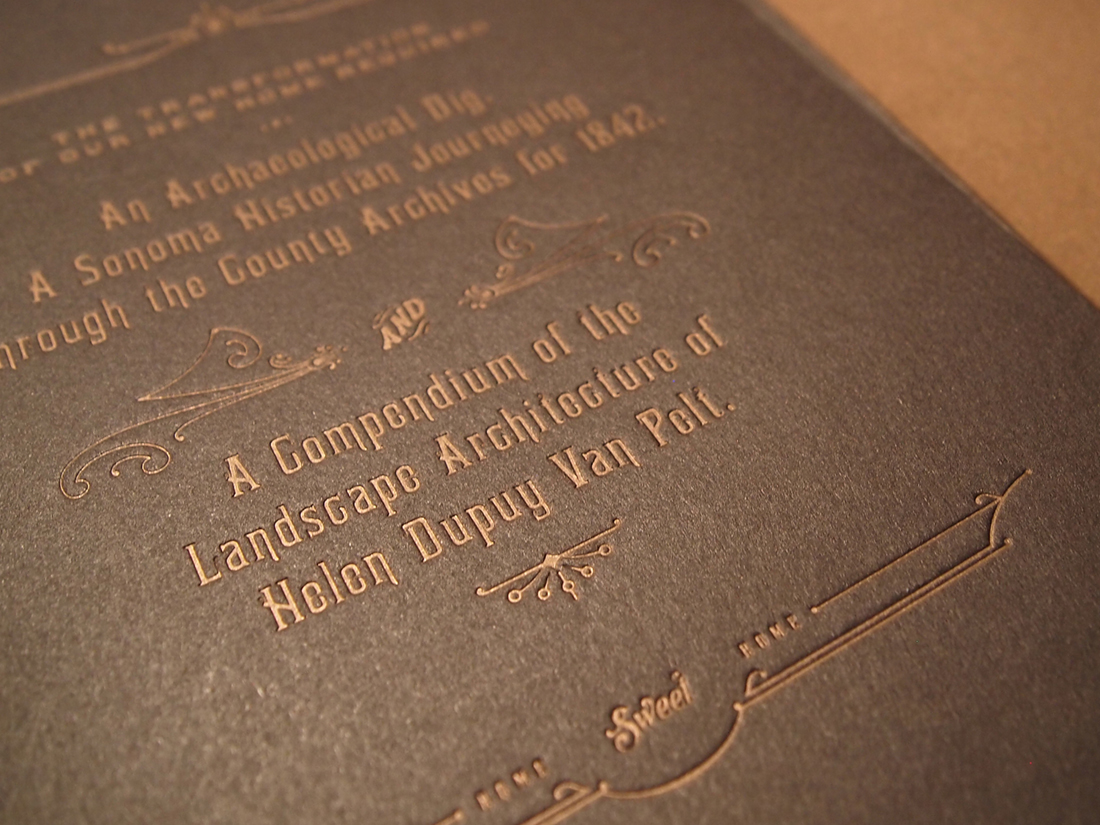 THE TRANSFORMATION
OF OUR NEW HOME REQUIRED
An Archaeological Dig.
A Sonoma Historian Journeying
through the County Archives for 1842.
AND
A Compendium of the
Landscape Architecture of
Helen Dupuy Van Pelt.
HOME
Sweet
HOME